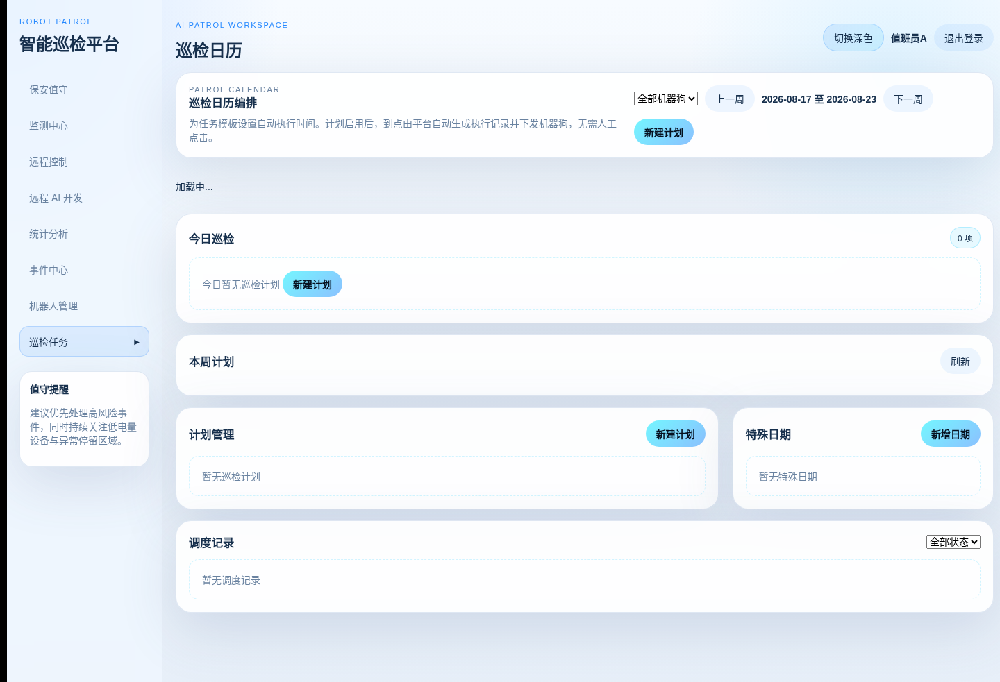 ROBOT PATROL
智能巡检平台
保安值守
监测中心
远程控制
远程 AI 开发
统计分析
事件中心
机器人管理
巡检任务 ▸
值守提醒
建议优先处理高风险事
件，同时持续关注低电量
设备与异常停留区域。
AI PATROL WORKSPACE
巡检日历
切换深色 值班员A 退出登录
PATROL CALENDAR
巡检日历编排
为任务模板设置自动执行时间。计划启用后，到点由平台自动生成执行记录并下发机器狗，无需人工
点击。
全部机器狗 上一周 2026-08-17 至 2026-08-23 下一周
新建计划
加载中...
今日巡检 0 项
今日暂无巡检计划 新建计划
本周计划 刷新
计划管理 新建计划
暂无巡检计划
特殊日期 新增日期
暂无特殊日期
调度记录 全部状态
暂无调度记录